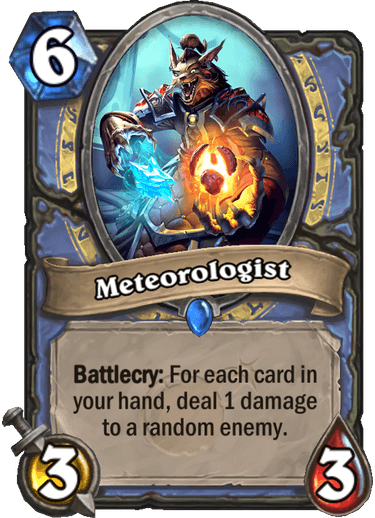 6
Meteorologist
Battlecry: For each card in
your hand, deal 1 damage
to a random enemy.
3
3